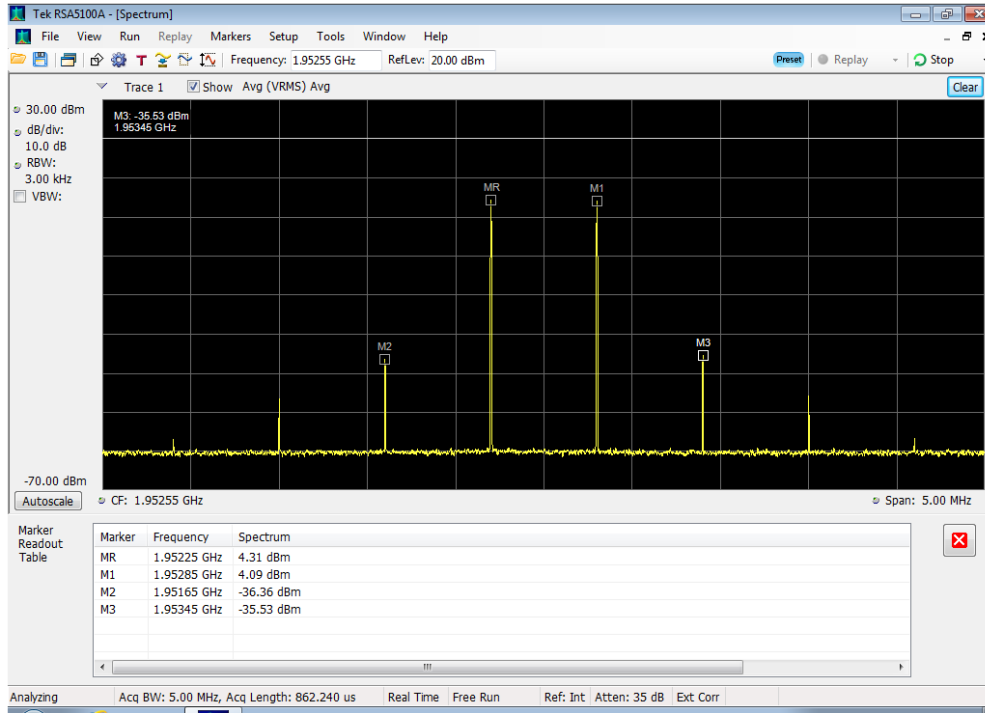 Tek RSA5100A - [Spectrum]
File View Run Replay Markers Setup Tools Window Help
T Frequency: 1.95255 GHz RefLev: 20.00 dBm Preset Replay Stop
Trace 1 Show Avg (VRMS) Avg Clear
30.00 dBm
dB/div:
10.0 dB
RBW:
3.00 kHz
VBW:
M3: -35.53 dBm
1.95345 GHz
MR
M1
M2
M3
-70.00 dBm
Autoscale CF: 1.95255 GHz Span: 5.00 MHz
Marker
Readout
Table
Marker Frequency Spectrum
MR 1.95225 GHz 4.31 dBm
M1 1.95285 GHz 4.09 dBm
M2 1.95165 GHz -36.36 dBm
M3 1.95345 GHz -35.53 dBm
Analyzing Acq BW: 5.00 MHz, Acq Length: 862.240 us Real Time Free Run Ref: Int Atten: 35 dB Ext Corr